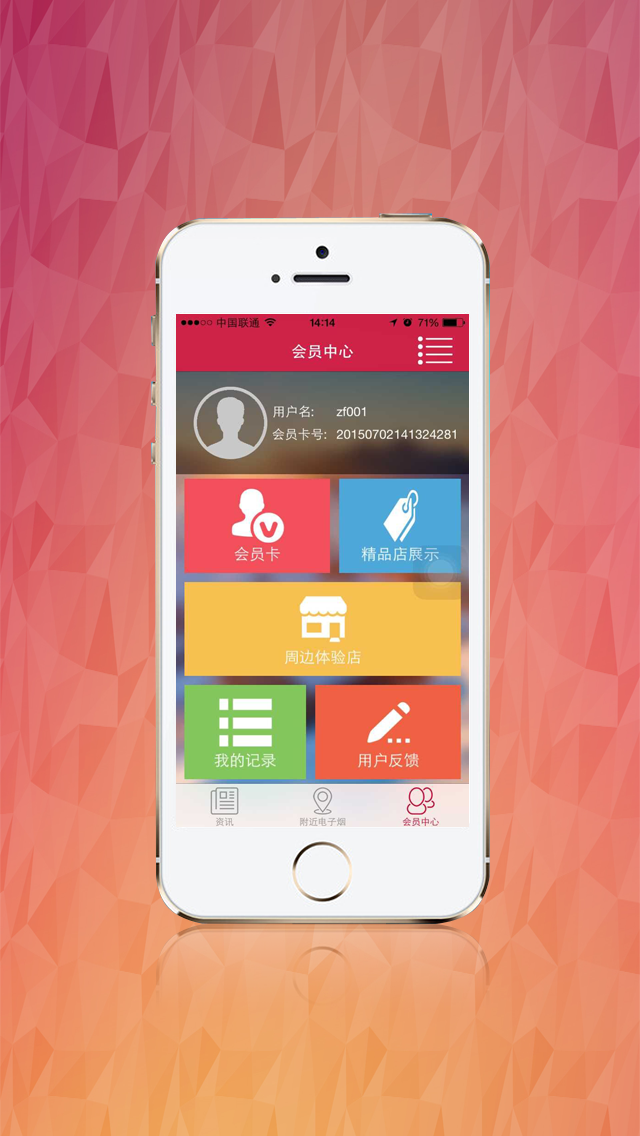 中国联通
14:14
71%
会员中心
用户名: zf001
会员卡号: 20150702141324281
V
会员卡
精品店展示
周边体验店
我的记录
用户反馈
资讯
附近电子烟
会员中心